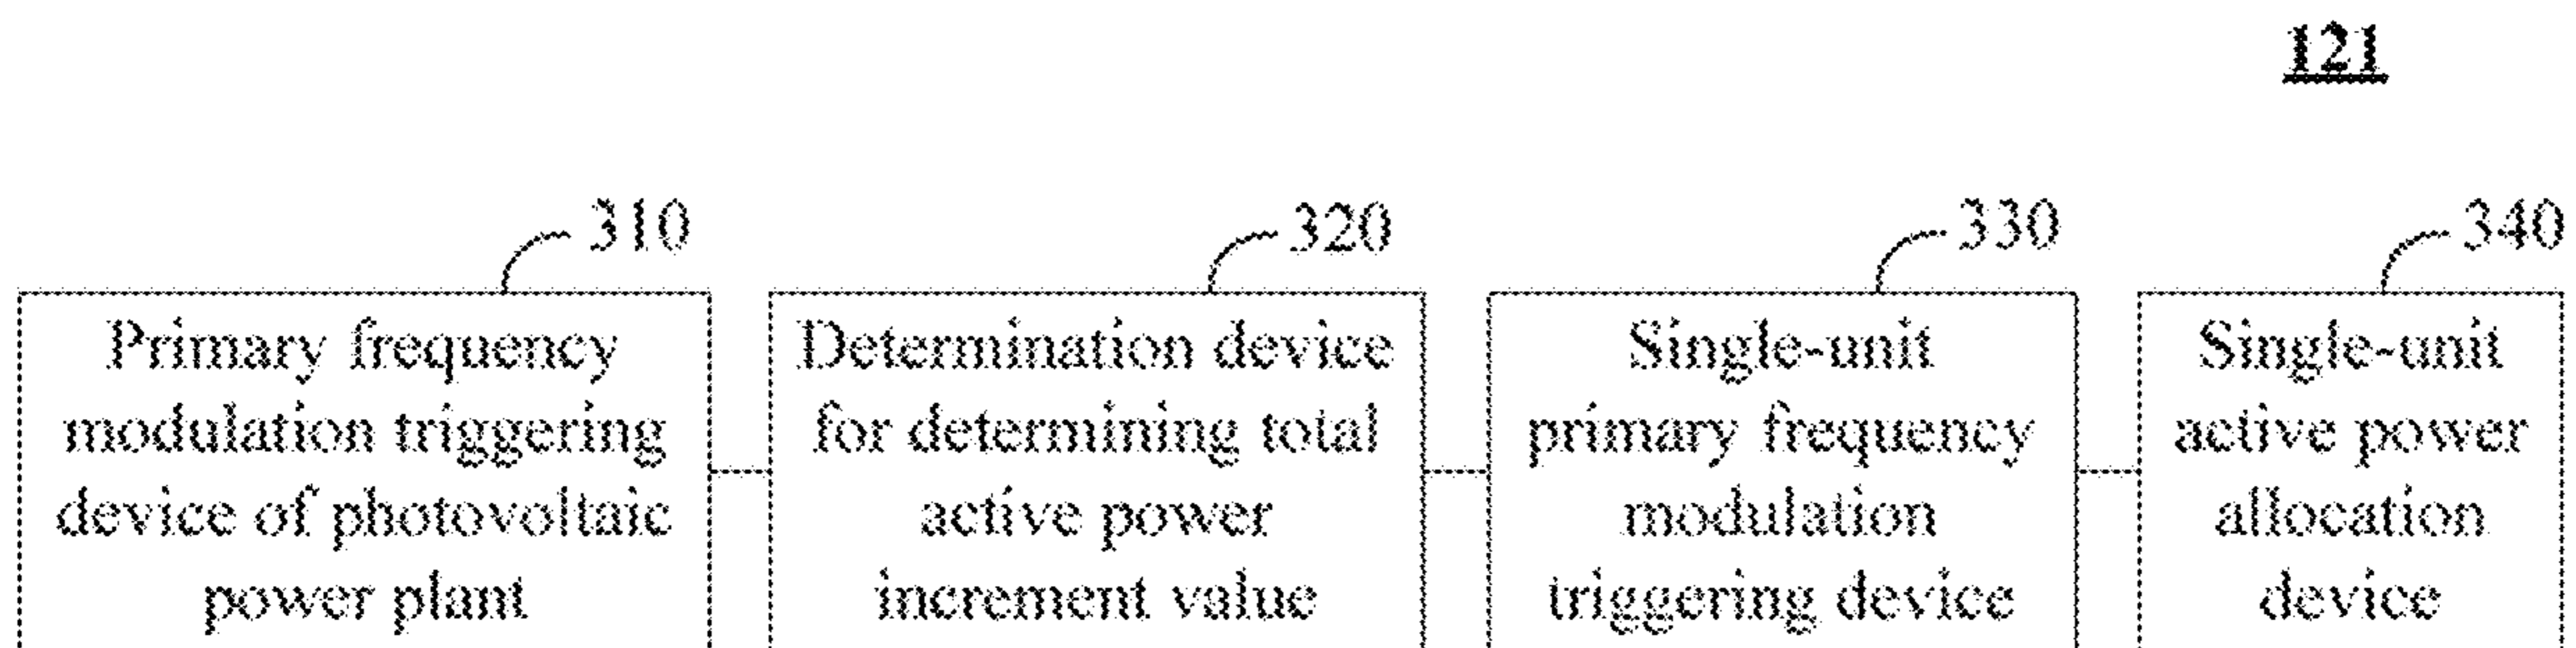 121
310
320
330
340
Primary frequency
modulation triggering
device of photovoltaic
power plant
Determination device
for determining total
active power
increment value
Single-unit
primary frequency
modulation
triggering device
Single-unit
active power
allocation
device